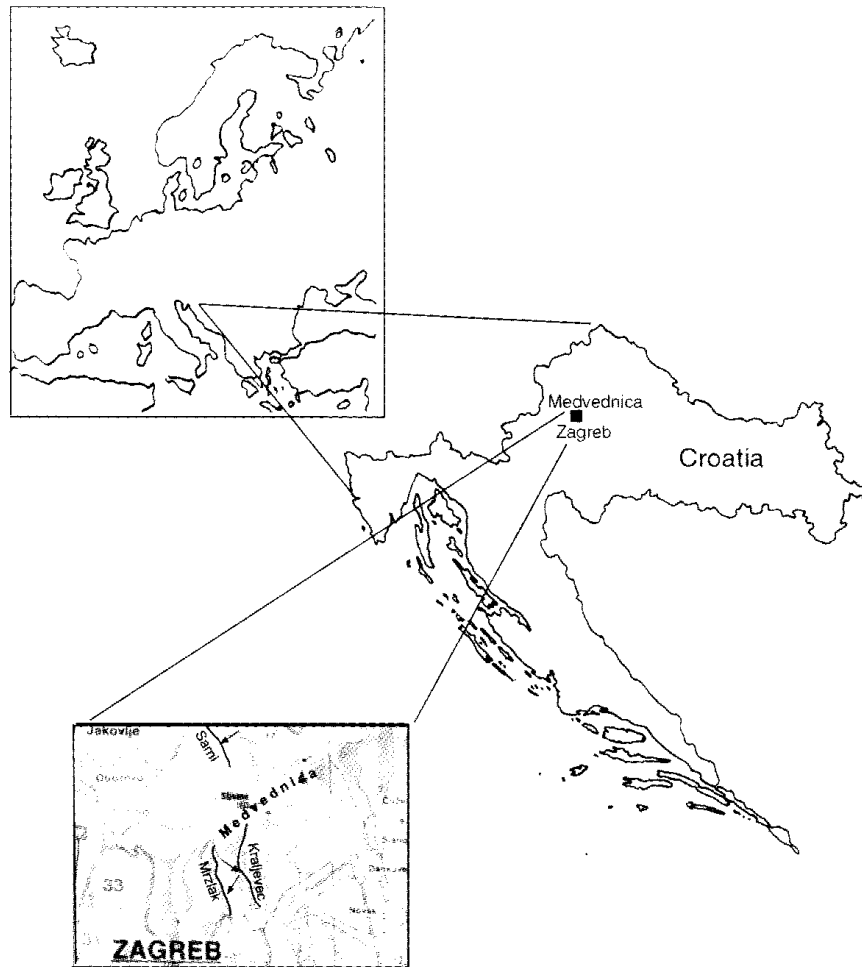 Medvednica
Zagreb
Croatia
Jakovlje
Sarni
Medvednica
Kraljevec
Mrzlak
33
ZAGREB